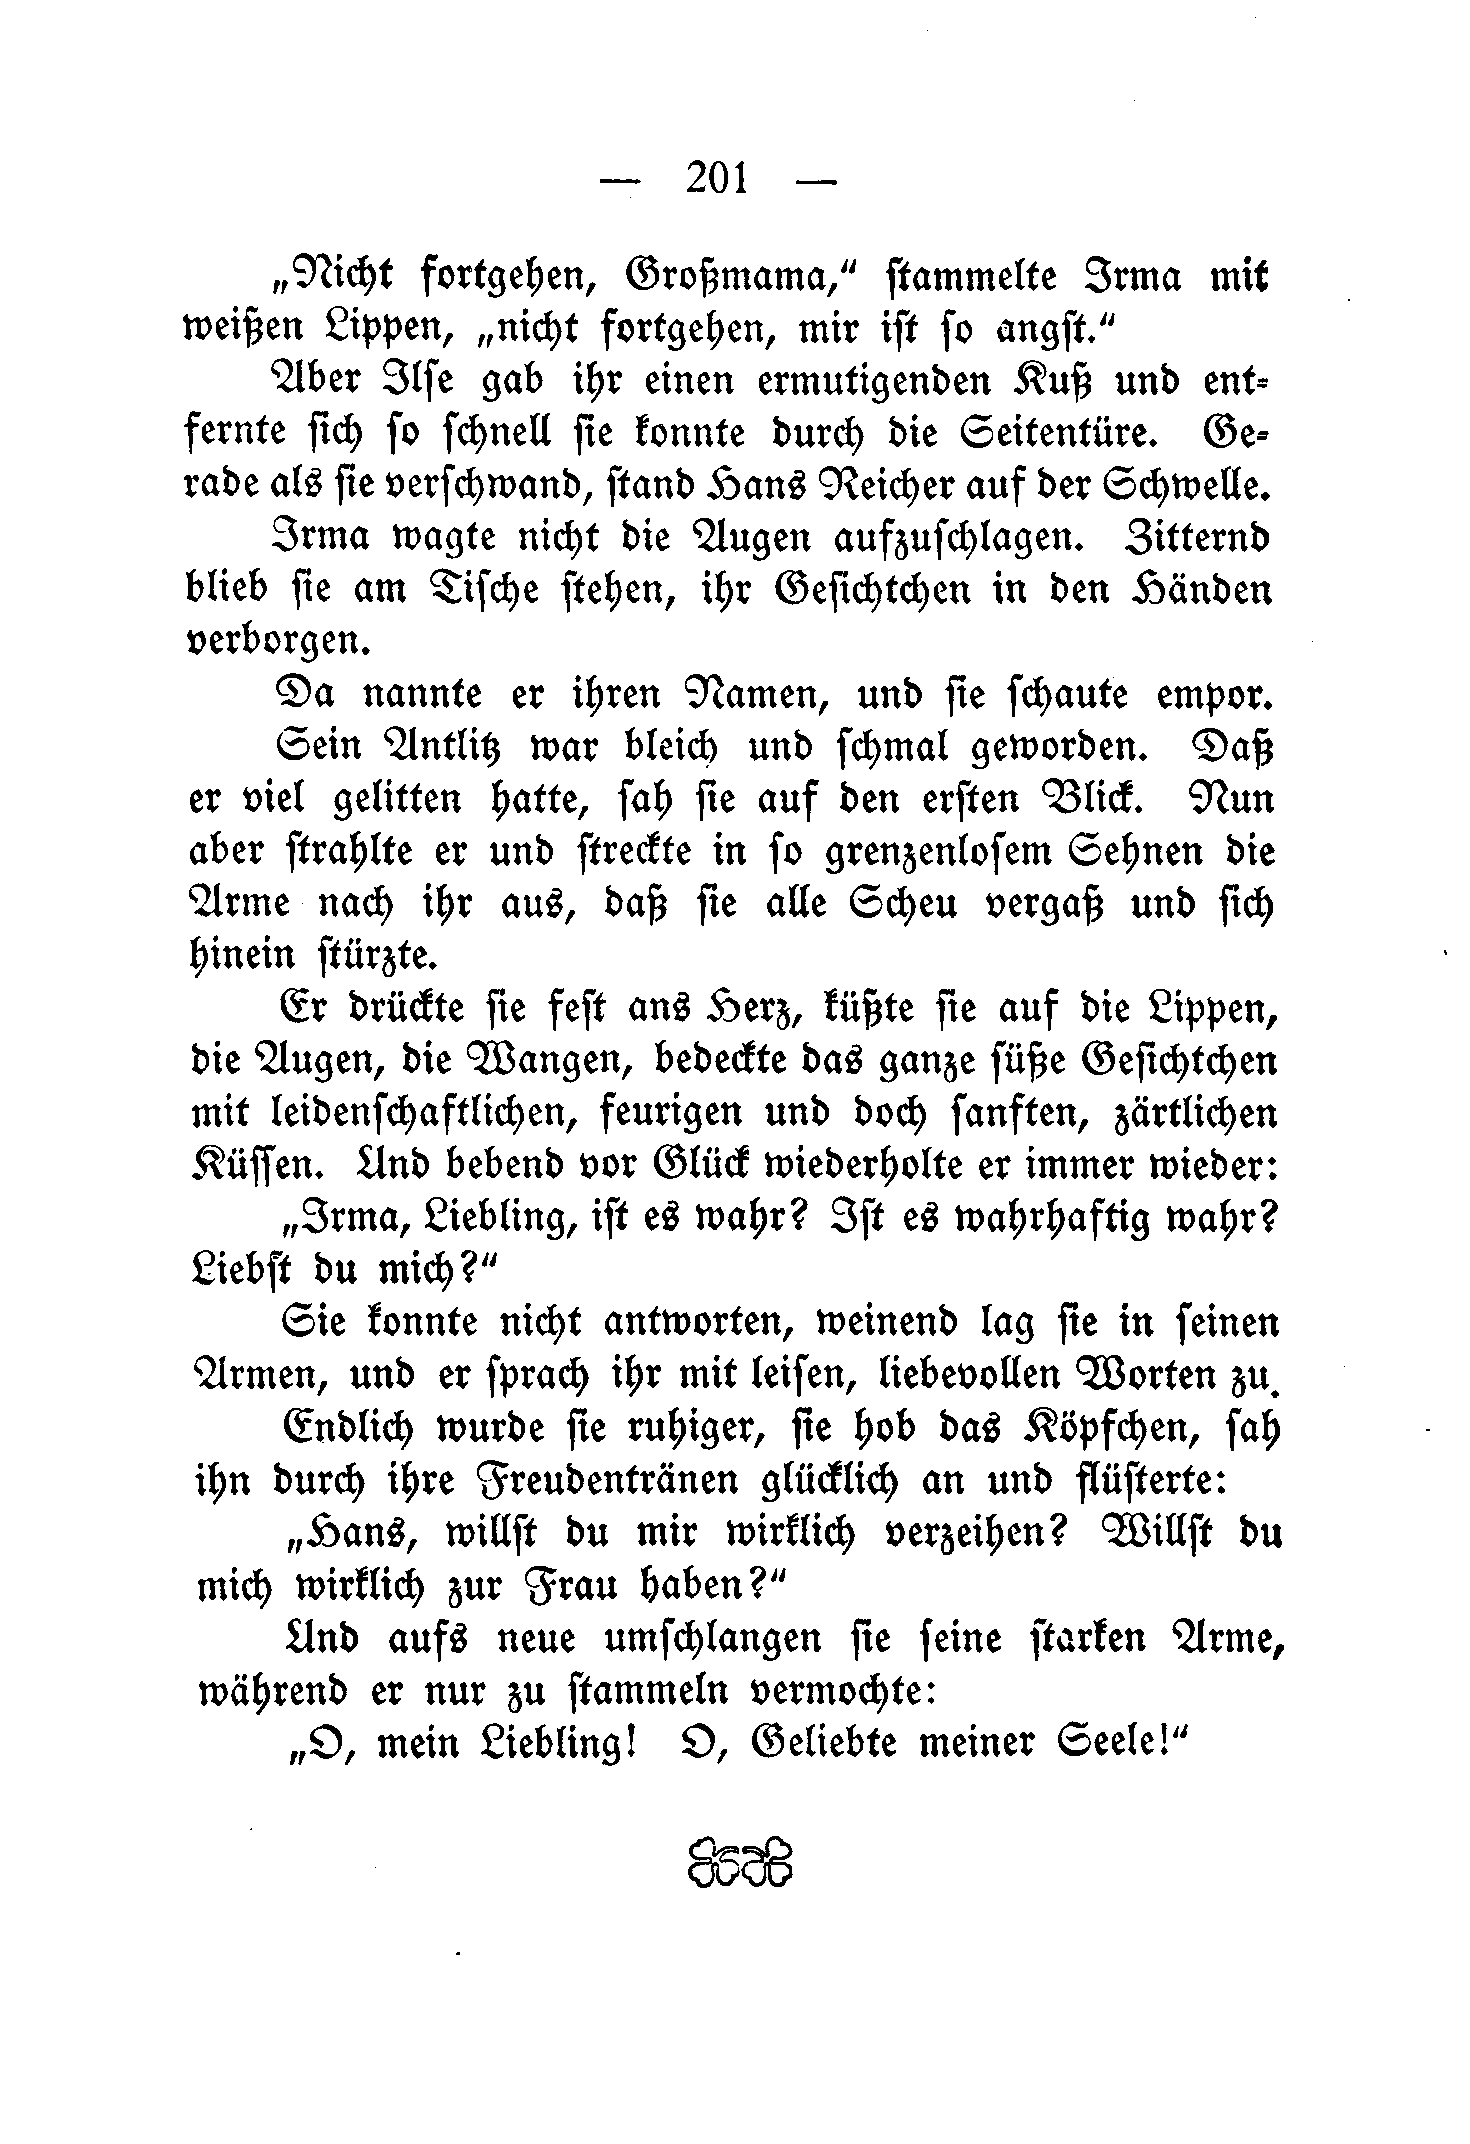 — 201 —
„Nicht fortgehen, Großmama,“ stammelte Irma mit
weißen Lippen, „nicht fortgehen, mir ist so angst.“
Aber Ilse gab ihr einen ermutigenden Kuß und ent-
fernte sich so schnell sie konnte durch die Seitentüre. Ge-
rade als sie verschwand, stand Hans Reicher auf der Schwelle.
Irma wagte nicht die Augen aufzuschlagen. Zitternd
blieb sie am Tische stehen, ihr Gesichtchen in den Händen
verborgen.
Da nannte er ihren Namen, und sie schaute empor.
Sein Antlitz war bleich und schmal geworden. Daß
er viel gelitten hatte, sah sie auf den ersten Blick. Nun
aber strahlte er und streckte in so grenzenlosem Sehnen die
Arme nach ihr aus, daß sie alle Scheu vergaß und sich
hinein stürzte.
Er drückte sie fest ans Herz, küßte sie auf die Lippen,
die Augen, die Wangen, bedeckte das ganze süße Gesichtchen
mit leidenschaftlichen, feurigen und doch sanften, zärtlichen
Küssen. Und bebend vor Glück wiederholte er immer wieder:
„Irma, Liebling, ist es wahr? Ist es wahrhaftig wahr?
Liebst du mich?“
Sie konnte nicht antworten, weinend lag sie in seinen
Armen, und er sprach ihr mit leisen, liebevollen Worten zu.
Endlich wurde sie ruhiger, sie hob das Köpfchen, sah
ihn durch ihre Freudentränen glücklich an und flüsterte:
„Hans, willst du mir wirklich verzeihen? Willst du
mich wirklich zur Frau haben?“
Und aufs neue umschlangen sie seine starken Arme,
während er nur zu stammeln vermochte:
„O, mein Liebling! O, Geliebte meiner Seele!“